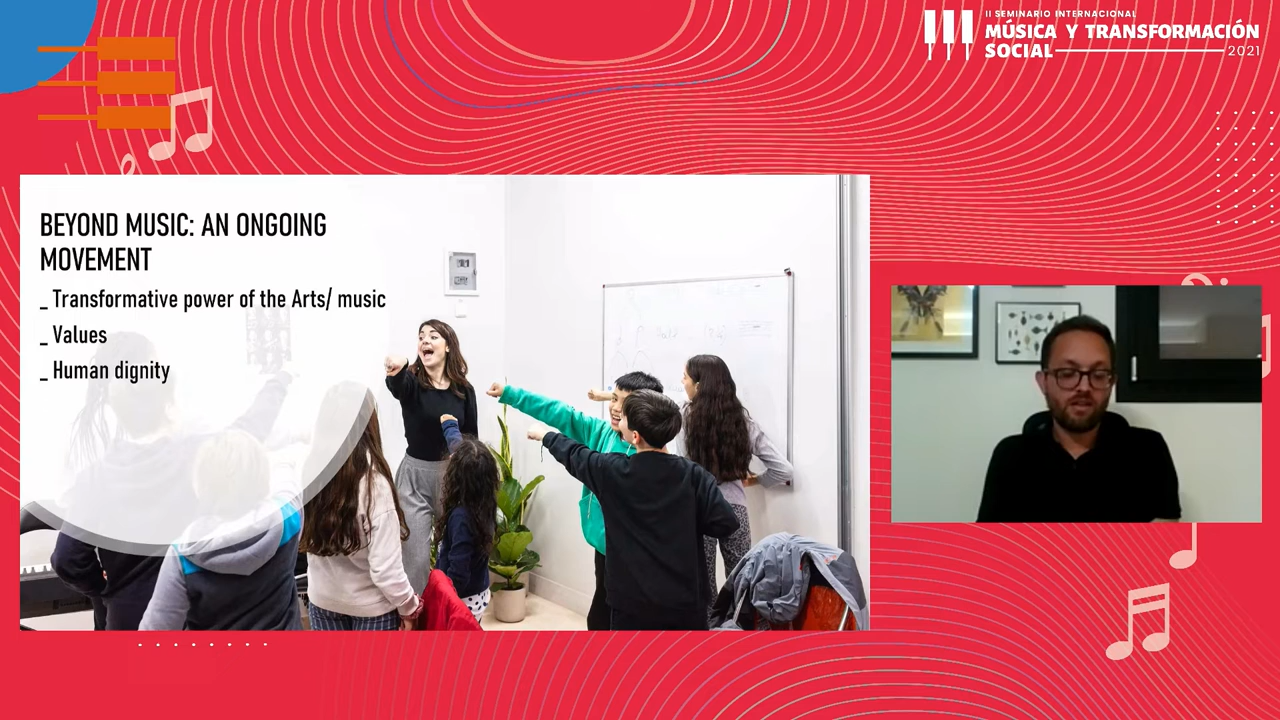 II SEMINARIO INTERNACIONAL
MÚSICA Y TRANSFORMACIÓN
SOCIAL
2021
BEYOND MUSIC: AN ONGOING
MOVEMENT
_ Transformative power of the Arts/ music
_ Values
_ Human dignity